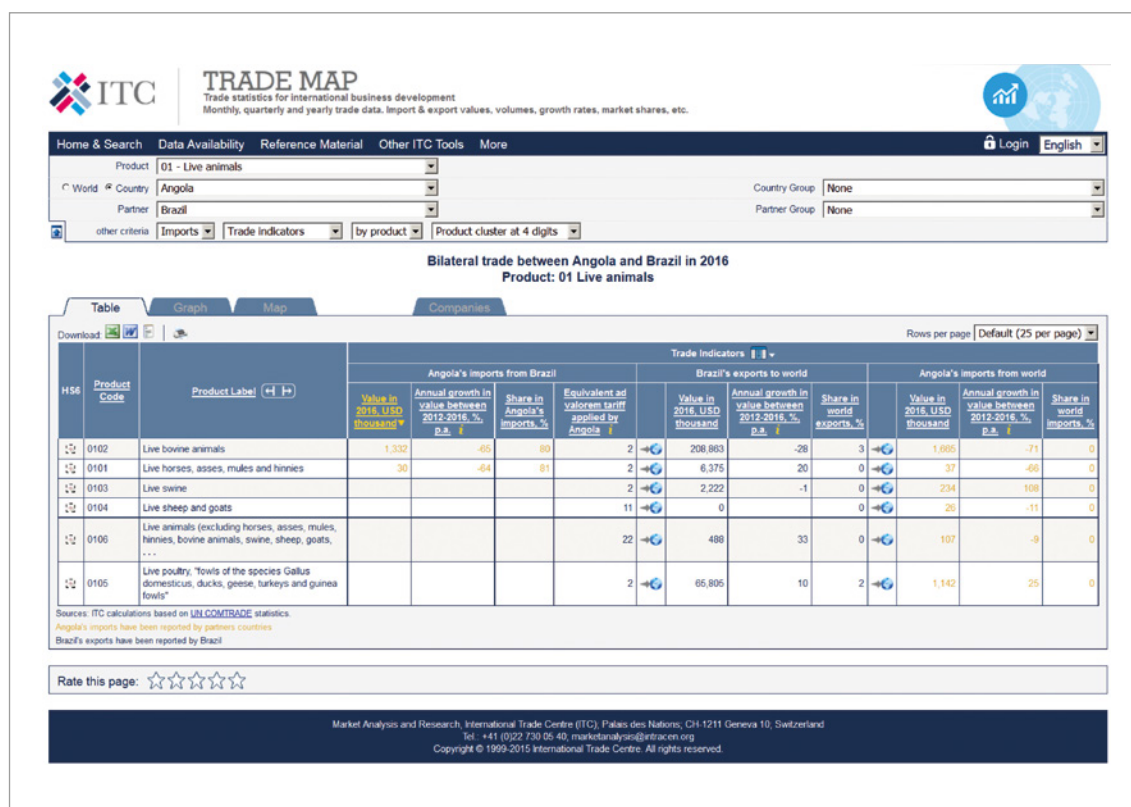 ITC
TRADE MAP
Trade statistics for international business development
Monthly, quarterly and yearly trade data. Import & export values, volumes, growth rates, market shares, etc.
Home & Search Data Availability Reference Material Other ITC Tools More Login English
Product 01 - Live animals
World Country Angola Country Group None
Partner Brazil Partner Group None
other criteria Imports Trade indicators by product Product cluster at 4 digits
Bilateral trade between Angola and Brazil in 2016
Product: 01 Live animals
Table Graph Map Companies
Download: Rows per page Default (25 per page)
HS6 Product Code Product Label Trade Indicators
Angola's imports from Brazil Brazil's exports to world Angola's imports from world
Value in 2016, USD thousand Annual growth in value between 2012-2016, %, p.a. i Share in Angola's imports, % Equivalent ad valorem tariff applied by Angola i Value in 2016, USD thousand Annual growth in value between 2012-2016, %, p.a. i Share in world exports, % Value in 2016, USD thousand Annual growth in value between 2012-2016, %, p.a. i Share in world imports, %
0102 Live bovine animals 1,332 -65 80 2 208,863 -28 3 1,665 -71 0
0101 Live horses, asses, mules and hinnies 30 -64 81 2 6,375 20 0 37 -66 0
0103 Live swine 2 2,222 -1 0 234 108 0
0104 Live sheep and goats 11 0 0 26 -11 0
0106 Live animals (excluding horses, asses, mules, hinnies, bovine animals, swine, sheep, goats, . . . 22 488 33 0 107 -9 0
0105 Live poultry, "fowls of the species Gallus domesticus, ducks, geese, turkeys and guinea fowls" 2 65,805 10 2 1,142 25 0
Sources: ITC calculations based on UN COMTRADE statistics.
Angola's imports have been reported by partners countries
Brazil's exports have been reported by Brazil
Rate this page:
Market Analysis and Research, International Trade Centre (ITC), Palais des Nations; CH-1211 Geneva 10; Switzerland
Tel.: +41 (0)22 730 05 40; marketanalysis@intracen.org
Copyright © 1999-2015 International Trade Centre. All rights reserved.